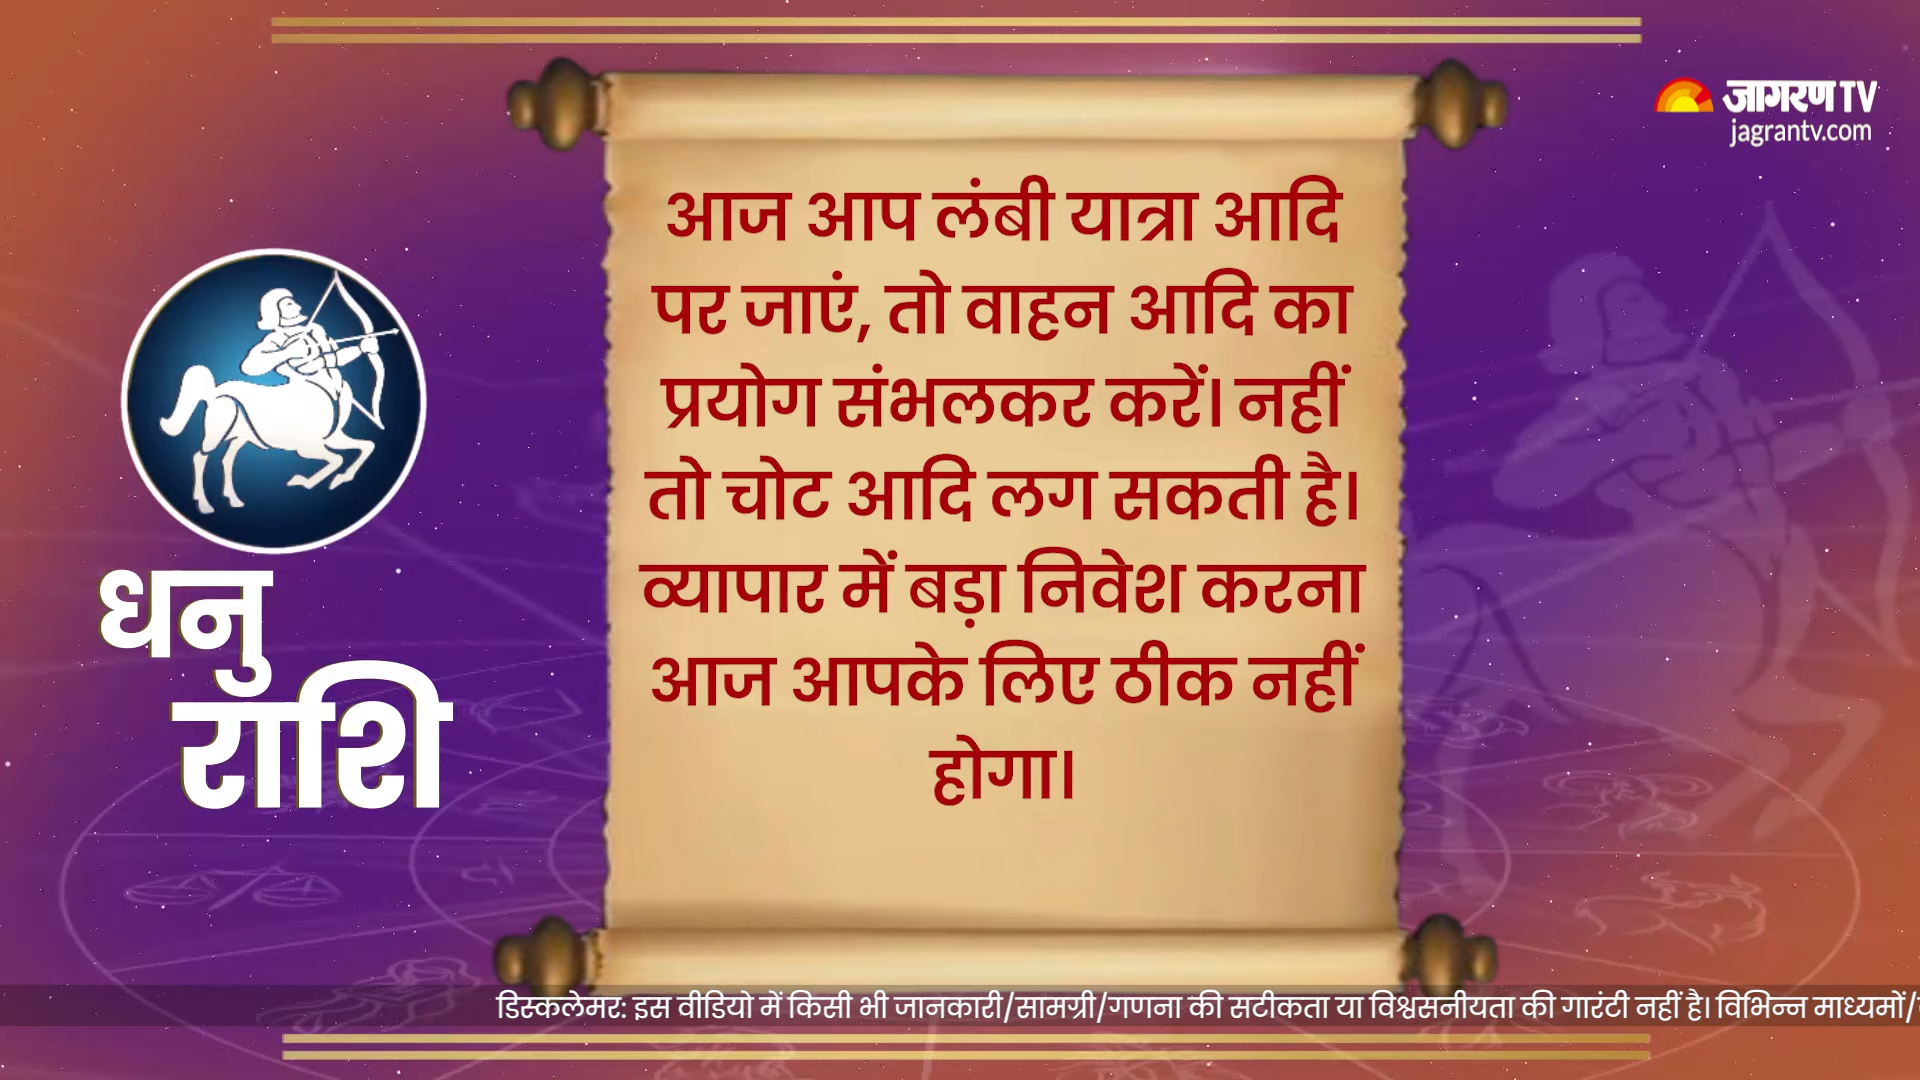 जागरण TV
jagrantv.com
आज आप लंबी यात्रा आदि
पर जाएं, तो वाहन आदि का
प्रयोग संभलकर करें। नहीं
तो चोट आदि लग सकती है।
व्यापार में बड़ा निवेश करना
आज आपके लिए ठीक नहीं
होगा।
धनु
राशि
डिस्कलेमर: इस वीडियो में किसी भी जानकारी/सामग्री/गणना की सटीकता या विश्वसनीयता की गारंटी नहीं है। विभिन्न माध्यमों/